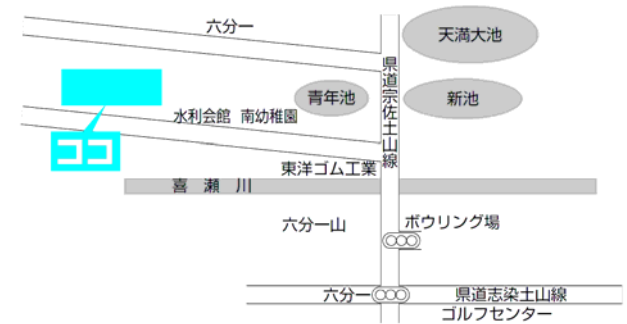 六分一
天満大池
県道宗佐土山線
青年池
新池
水利会館 南幼稚園
ココ
東洋ゴム工業
喜瀬川
六分一山
ボウリング場
六分一
県道志染土山線
ゴルフセンター